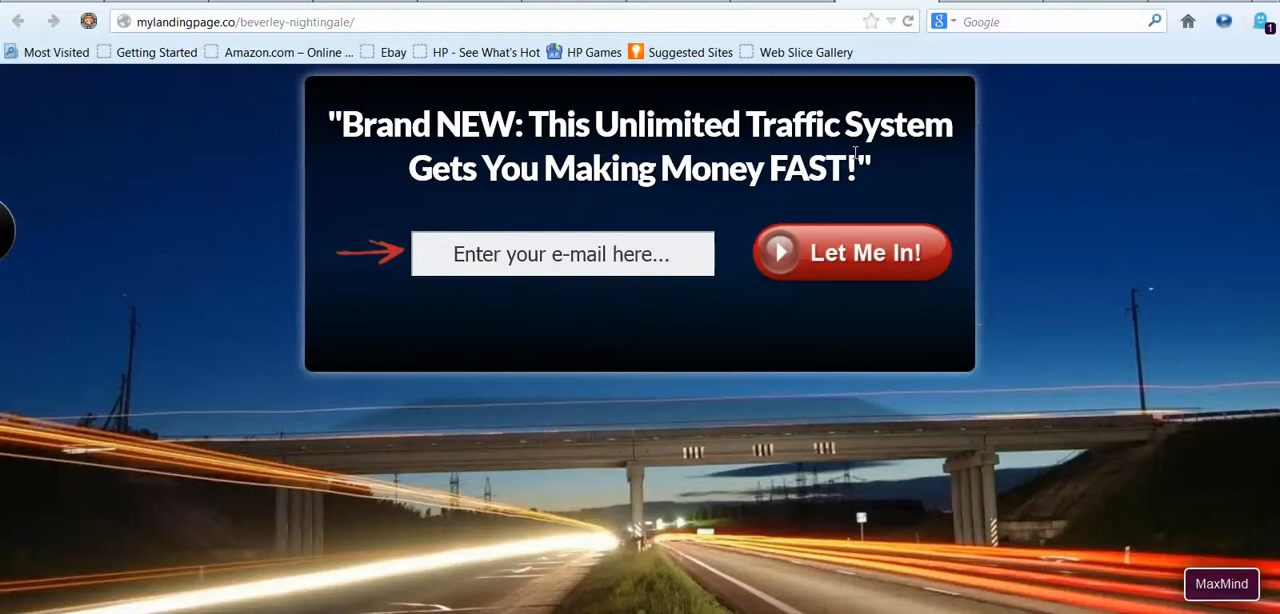 mylandingpage.co/beverley-nightingale/
8 Google
1
Most Visited Getting Started Amazon.com – Online ... Ebay HP - See What's Hot HP Games Suggested Sites Web Slice Gallery
"Brand NEW: This Unlimited Traffic System
Gets You Making Money FAST!"
Enter your e-mail here... Let Me In!
MaxMind